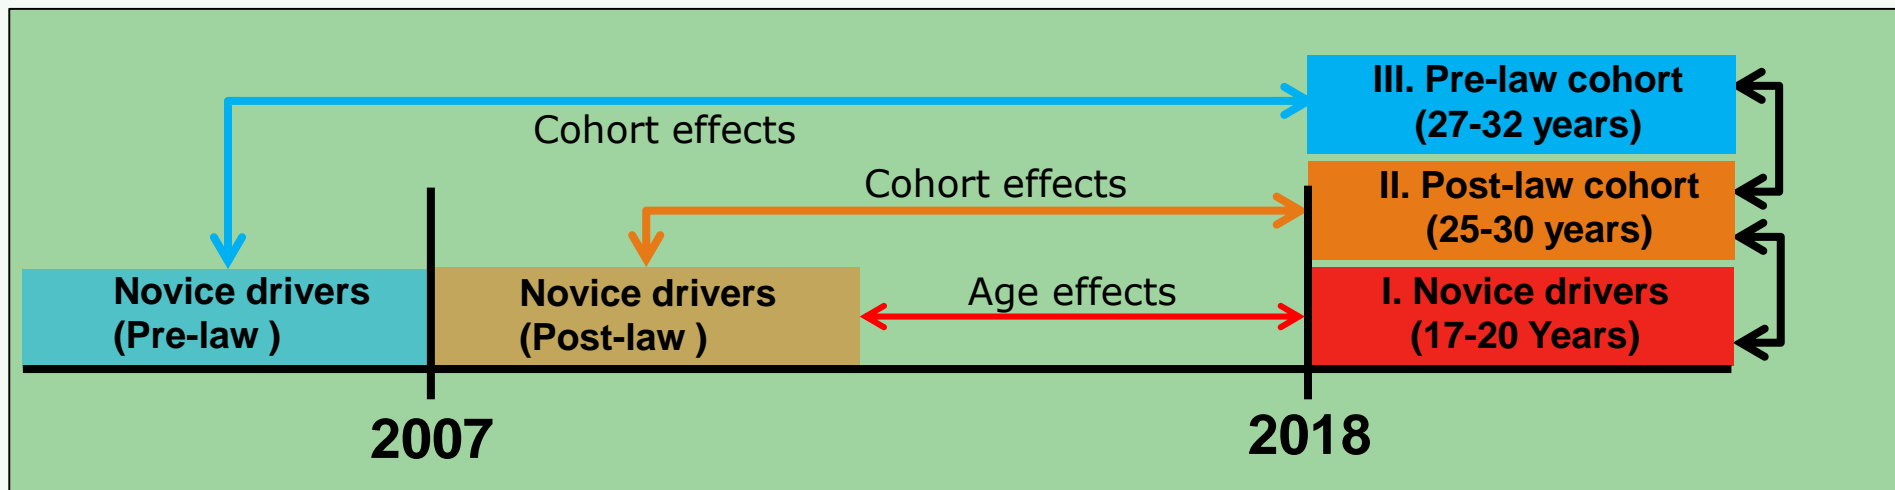 III. Pre-law cohort
(27-32 years)
Cohort effects
Cohort effects
II. Post-law cohort
(25-30 years)
Novice drivers
(Pre-law )
Novice drivers
(Post-law )
Age effects
I. Novice drivers
(17-20 Years)
2007
2018